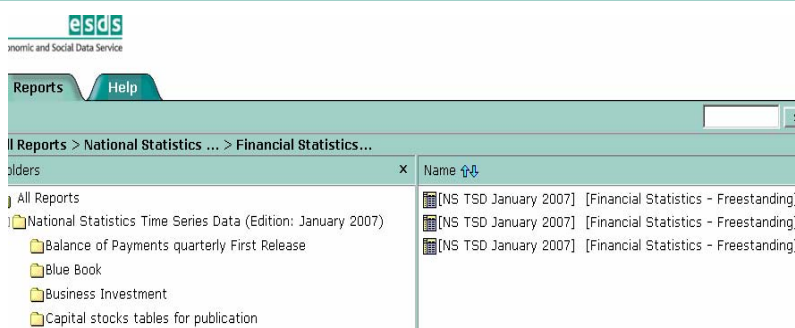 esds
onomic and Social Data Service
Reports Help
ll Reports > National Statistics ... > Financial Statistics...
olders x Name
All Reports
National Statistics Time Series Data (Edition: January 2007)
Balance of Payments quarterly First Release
Blue Book
Business Investment
Capital stocks tables for publication
[NS TSD January 2007] [Financial Statistics - Freestanding]
[NS TSD January 2007] [Financial Statistics - Freestanding]
[NS TSD January 2007] [Financial Statistics - Freestanding]